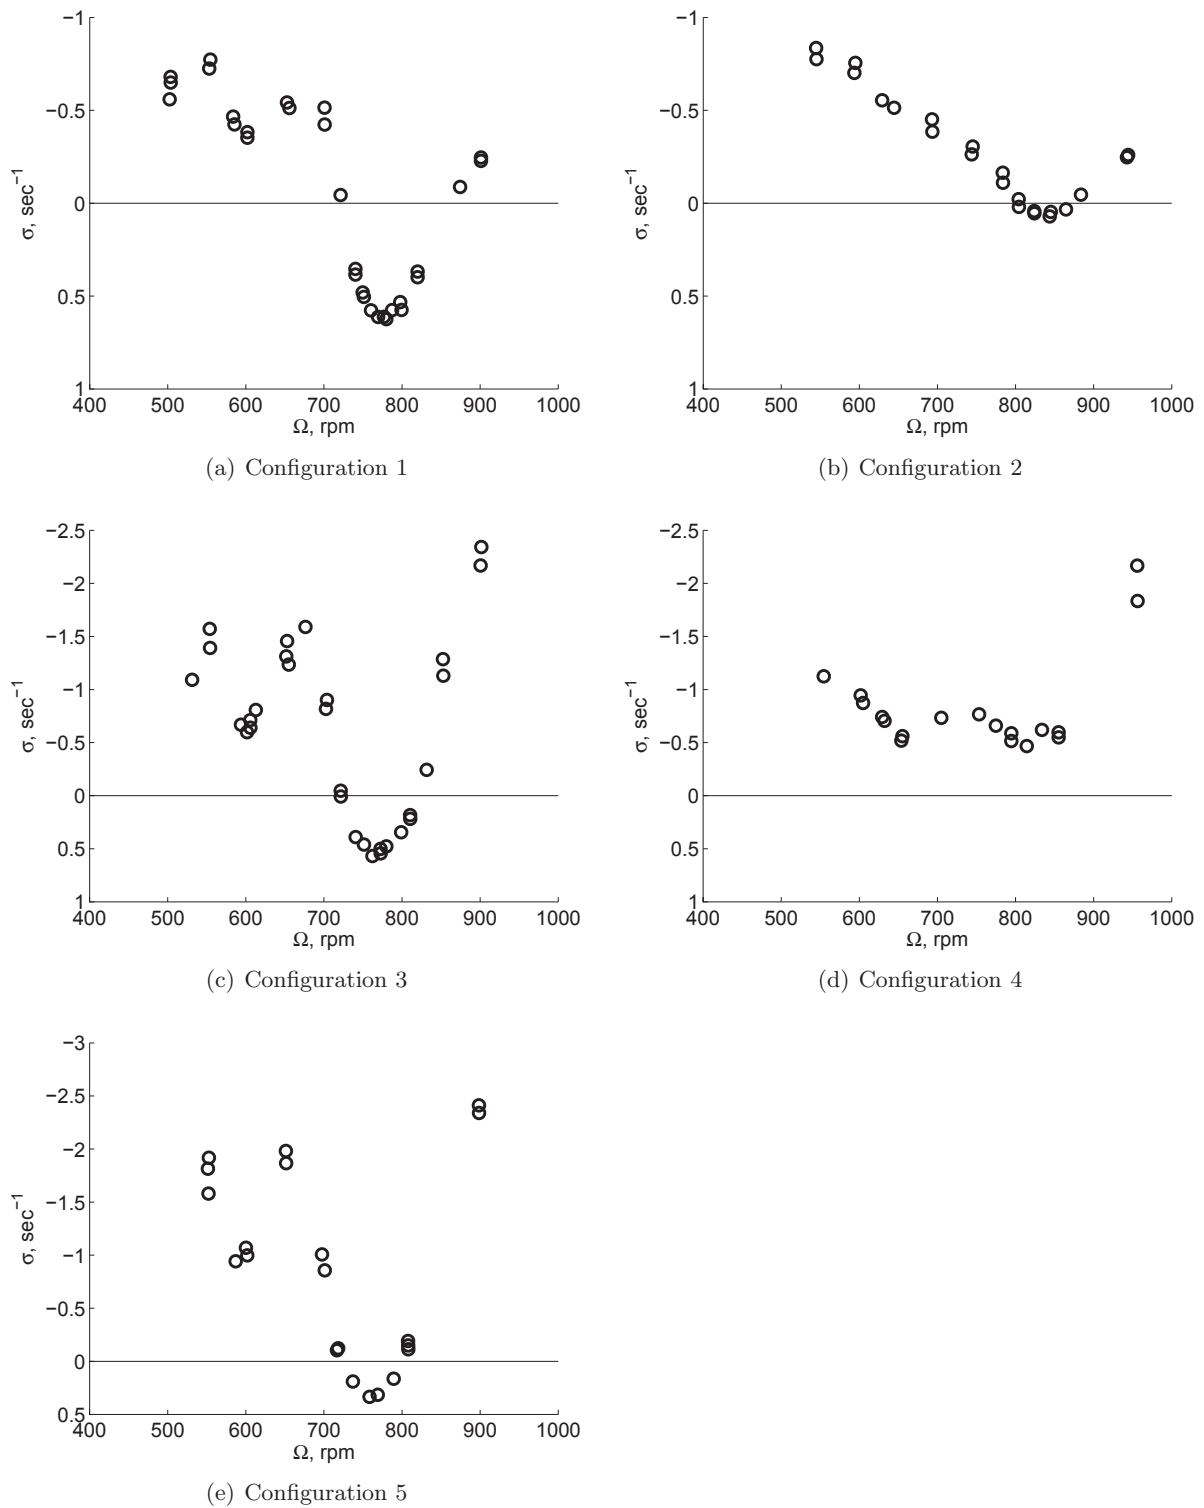 −1
−0.5
0
0.5
1
400 500 600 700 800 900 1000
Ω, rpm
σ, sec⁻¹
(a) Configuration 1
−1
−0.5
0
0.5
1
400 500 600 700 800 900 1000
Ω, rpm
σ, sec⁻¹
(b) Configuration 2
−2.5
−2
−1.5
−1
−0.5
0
0.5
1
400 500 600 700 800 900 1000
Ω, rpm
σ, sec⁻¹
(c) Configuration 3
−2.5
−2
−1.5
−1
−0.5
0
0.5
1
400 500 600 700 800 900 1000
Ω, rpm
σ, sec⁻¹
(d) Configuration 4
−3
−2.5
−2
−1.5
−1
−0.5
0
0.5
400 500 600 700 800 900 1000
Ω, rpm
σ, sec⁻¹
(e) Configuration 5